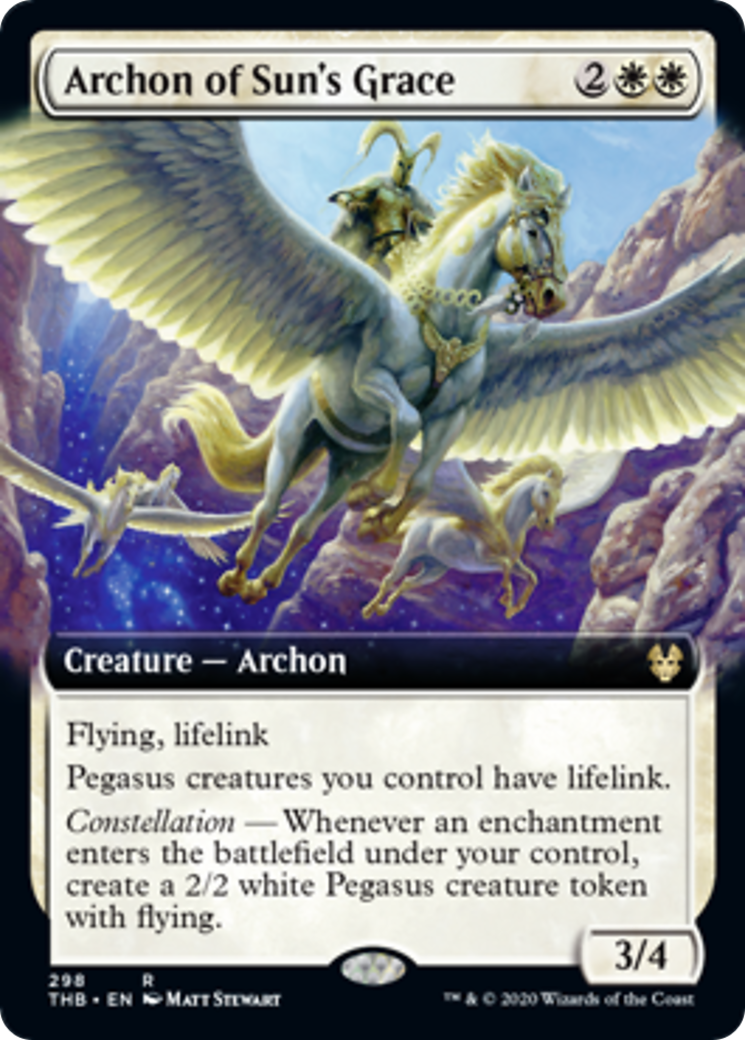 Archon of Sun's Grace 2
Creature — Archon
Flying, lifelink
Pegasus creatures you control have lifelink.
Constellation — Whenever an enchantment
enters the battlefield under your control,
create a 2/2 white Pegasus creature token
with flying.
3/4
298 R
THB • EN Matt Stewart
™ & © 2020 Wizards of the Coast